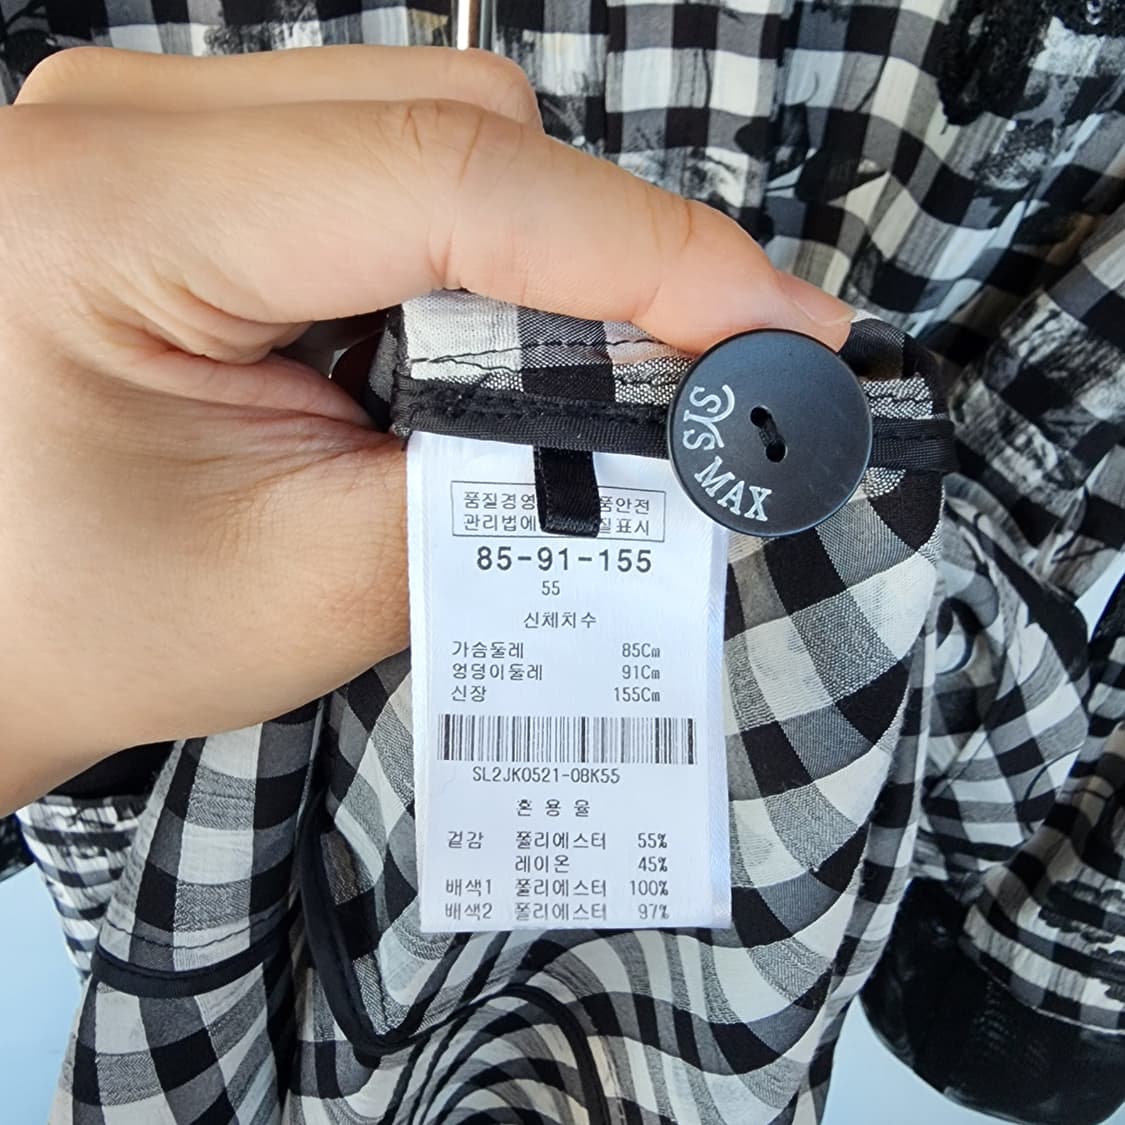 SJS
MAX
품질경영 품안전
관리법에 질표시
85-91-155
55
신체치수
가슴둘레 85Cm
엉덩이둘레 91Cm
신장 155Cm
SL2JK0521-0BK55
혼 용 율
겉감 폴리에스터 55%
레이온 45%
배색1 폴리에스터 100%
배색2 폴리에스터 97%